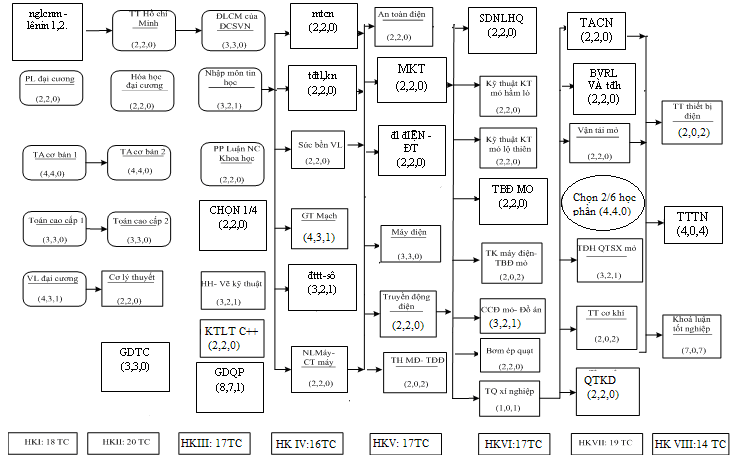 nglcnm -
lênin 1,2.
TT Hồ chí
Minh
(2,2,0)
ĐLCM của
ĐCSVN
(3,3,0)
mtcn
(2,2,0)
An toàn điện
(2,2,0)
SDNLHQ
(2,2,0)
TACN
(2,2,0)
PL đại cương
(2,2,0)
Hóa học
đại cương
(2,2,0)
Nhập môn tin
học
(3,2,1)
tđtl,kn
(2,2,0)
MKT
(2,2,0)
Kỹ thuật KT
mỏ hầm lò
(2,2,0)
BVRL
VÀ tđh
(2,2,0)
TT thiết bị
điện
(2,0,2)
TA cơ bản 1
(4,4,0)
TA cơ bản 2
(4,4,0)
PP Luận NC
Khoa học
(2,2,0)
Sức bền VL
(2,2,0)
đl ĐIỆN -
ĐT
(2,2,0)
Kỹ thuật KT
mỏ lộ thiên
(2,2,0)
Vận tải mỏ
(2,2,0)
Toán cao cấp 1
(3,3,0)
Toán cao cấp 2
(3,3,0)
CHỌN 1/4
(2,2,0)
GT Mạch
(4,3,1)
Máy điện
(3,3,0)
TBĐ MO
(2,2,0)
Chọn 2/6 học
phần (4,4,0)
TTTN
(4,0,4)
VL đại cương
(4,3,1)
Cơ lý thuyết
(2,2,0)
HH- Vẽ kỹ thuật
(3,2,1)
đttt-sô
(3,2,1)
Truyền động
điện
(2,2,0)
TK máy điện-
TBĐ mỏ
(2,0,2)
TĐH QTSX mỏ
(3,2,1)
CCĐ mỏ- Đồ án
(3,2,1)
TT cơ khí
(2,0,2)
Khoá luận
tốt nghiệp
(7,0,7)
GDTC
(3,3,0)
KTLT C++
(2,2,0)
GDQP
(8,7,1)
NLMáy-
CT máy
(2,2,0)
TH MĐ- TĐĐ
(2,0,2)
Bơm ép quạt
(2,2,0)
TQ xí nghiệp
(1,0,1)
QTKD
(2,2,0)
HKI: 18 TC
HKII: 20 TC
HKIII: 17TC
HK IV:16TC
HKV: 17TC
HKVI:17TC
HKVII: 19 TC
HK VIII:14 TC